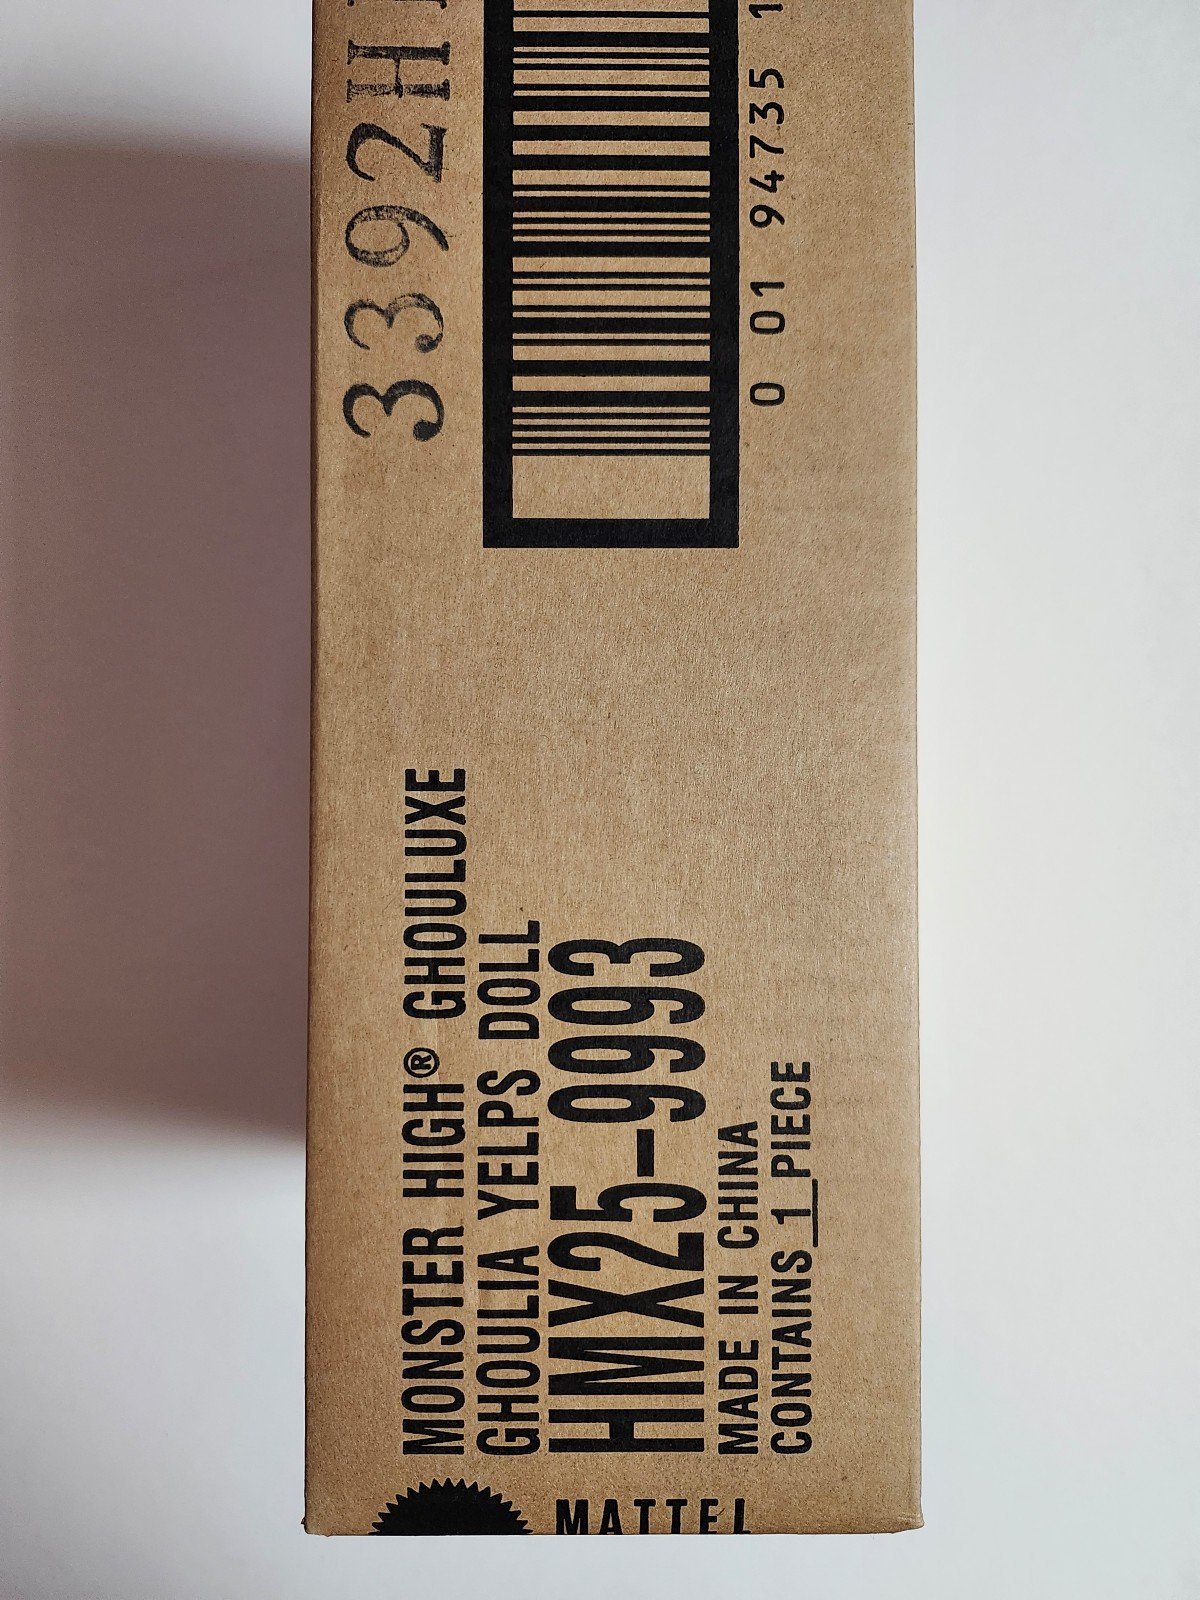 3392H
0 01 94735 1
MONSTER HIGH® GHOULUXE
GHOULIA YELPS DOLL
HMX25-9993
MADE IN CHINA
CONTAINS 1 PIECE
MATTEL